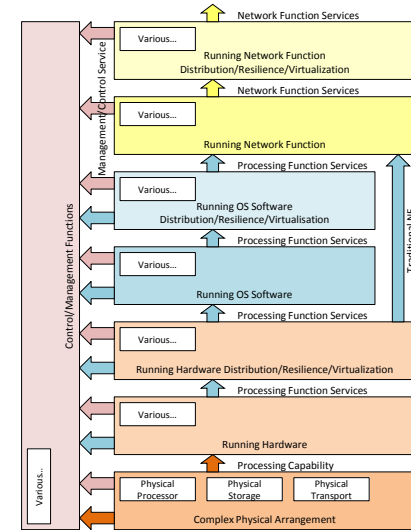 Network Function Services
Various...
Running Network Function
Distribution/Resilience/Virtualization
Network Function Services
Various...
Running Network Function
Processing Function Services
Various...
Running OS Software
Distribution/Resilience/Virtualisation
Processing Function Services
Various...
Running OS Software
Processing Function Services
Various...
Running Hardware Distribution/Resilience/Virtualization
Processing Function Services
Various...
Running Hardware
Processing Capability
Physical
Processor
Physical
Storage
Physical
Transport
Complex Physical Arrangement
Management/Control Service
Control/Management Functions
Various...
Traditional NF